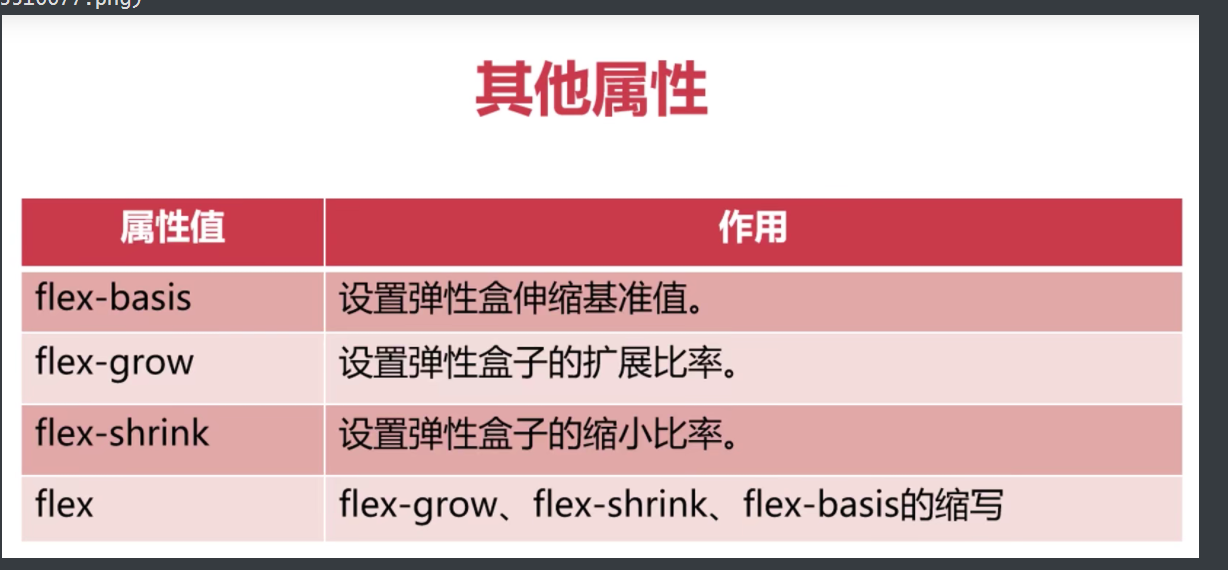 其他属性
属性值 作用
flex-basis 设置弹性盒伸缩基准值。
flex-grow 设置弹性盒子的扩展比率。
flex-shrink 设置弹性盒子的缩小比率。
flex flex-grow、flex-shrink、flex-basis的缩写